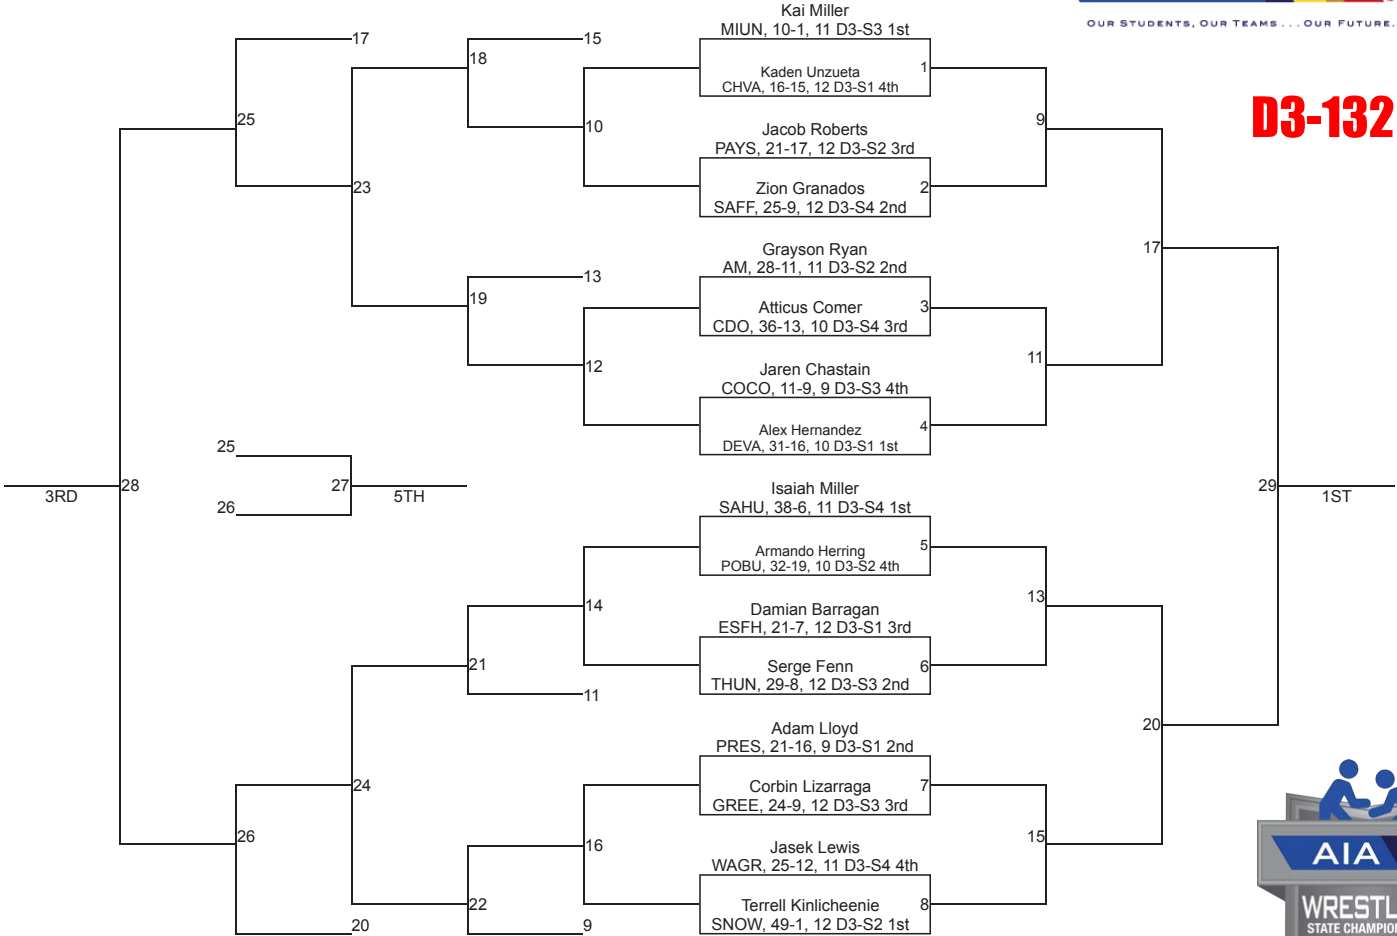 OUR STUDENTS, OUR TEAMS . . . OUR FUTURE.
D3-132
Kai Miller
MIUN, 10-1, 11 D3-S3 1st
Kaden Unzueta
CHVA, 16-15, 12 D3-S1 4th
1
Jacob Roberts
PAYS, 21-17, 12 D3-S2 3rd
Zion Granados
SAFF, 25-9, 12 D3-S4 2nd
2
Grayson Ryan
AM, 28-11, 11 D3-S2 2nd
Atticus Comer
CDO, 36-13, 10 D3-S4 3rd
3
Jaren Chastain
COCO, 11-9, 9 D3-S3 4th
Alex Hernandez
DEVA, 31-16, 10 D3-S1 1st
4
Isaiah Miller
SAHU, 38-6, 11 D3-S4 1st
Armando Herring
POBU, 32-19, 10 D3-S2 4th
5
Damian Barragan
ESFH, 21-7, 12 D3-S1 3rd
Serge Fenn
THUN, 29-8, 12 D3-S3 2nd
6
Adam Lloyd
PRES, 21-16, 9 D3-S1 2nd
Corbin Lizarraga
GREE, 24-9, 12 D3-S3 3rd
7
Jasek Lewis
WAGR, 25-12, 11 D3-S4 4th
Terrell Kinlicheenie
SNOW, 49-1, 12 D3-S2 1st
8
9
11
13
15
17
20
29
1ST
15
10
13
12
14
11
16
9
18
19
21
22
17
23
24
20
25
26
28
3RD
25
26
27
5TH
AIA
WRESTL
STATE CHAMPIO